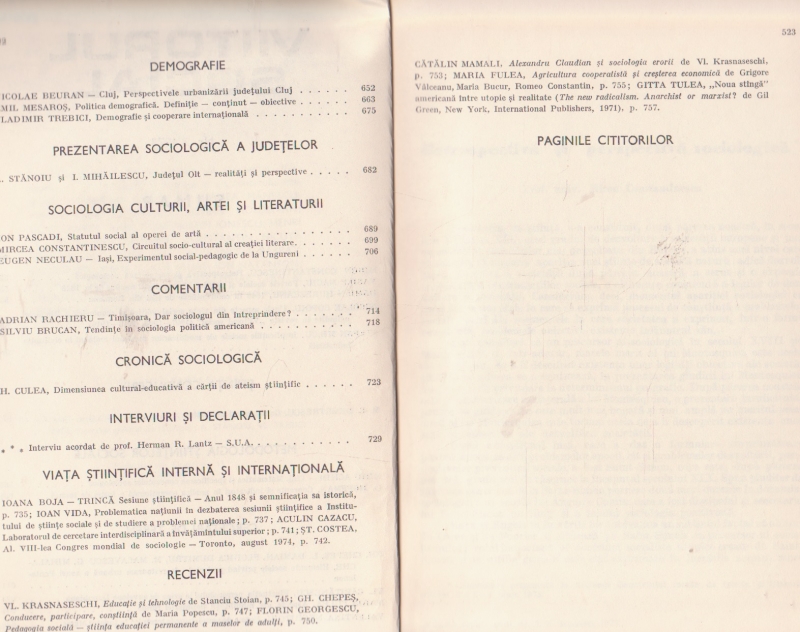 DEMOGRAFIE
NICOLAE BEURAN — Cluj, Perspectivele urbanizării județului Cluj . . . . . . 652
EMIL MESAROȘ, Politica demografică. Definiție — conținut — obiective . . . . 663
VLADIMIR TREBICI, Demografie și cooperare internațională . . . . . . . . . . 675
PREZENTAREA SOCIOLOGICĂ A JUDEȚELOR
. STĂNOIU și I. MIHĂILESCU, Județul Olt — realități și perspective . . . . . 682
SOCIOLOGIA CULTURII, ARTEI ȘI LITERATURII
ION PASCADI, Statutul social al operei de artă . . . . . . . . . . . . . . . . 689
MIRCEA CONSTANTINESCU, Circuitul socio-cultural al creației literare. . . . . . . 699
EUGEN NECULAU — Iași, Experimentul social-pedagogic de la Ungureni . . . . . . 706
COMENTARII
ADRIAN RACHIERU — Timișoara, Dar sociologul din întreprindere? . . . . . . . 714
SILVIU BRUCAN, Tendințe în sociologia politică americană . . . . . . . . . . . 718
CRONICĂ SOCIOLOGICĂ
H. CULEA, Dimensiunea cultural-educativă a cărții de ateism științific . . . . . . 723
INTERVIURI ȘI DECLARAȚII
* * * Interviu acordat de prof. Herman R. Lantz — S.U.A. . . . . . . . . . . . 729
VIAȚA ȘTIINȚIFICĂ INTERNĂ ȘI INTERNAȚIONALĂ
IOANA BOJA — TRINCĂ Sesiune științifică — Anul 1848 și semnificația sa istorică,
p. 735; IOAN VIDA, Problematica națiunii în dezbaterea sesiunii științifice a Institu-
tului de științe sociale și de studiere a problemei naționale; p. 737; ACULIN CAZACU,
Laboratorul de cercetare interdisciplinară a învățămîntului superior; p. 741; ȘT. COSTEA,
Al. VIII-lea Congres mondial de sociologie — Toronto, august 1974, p. 742.
RECENZII
VL. KRASNASESCHI, Educație și tehnologie de Stanciu Stoian, p. 745; GH. CHEPEȘ,
Conducere, participare, conștiință de Maria Popescu, p. 747; FLORIN GEORGESCU,
Pedagogia socială — știința educației permanente a maselor de adulți, p. 750.
523
CĂTĂLIN MAMALI, Alexandru Claudian și sociologia erorii de Vl. Krasnaseschi,
p. 753; MARIA FULEA, Agricultura cooperatistă și creșterea economică de Grigore
Vâlceanu, Maria Bucur, Romeo Constantin, p. 755; GITTA TULEA, „Noua stîngă”
americană între utopie și realitate (The new radicalism. Anarchist or marxist? de Gil
Green, New York, International Publishers, 1971). p. 757.
PAGINILE CITITORILOR